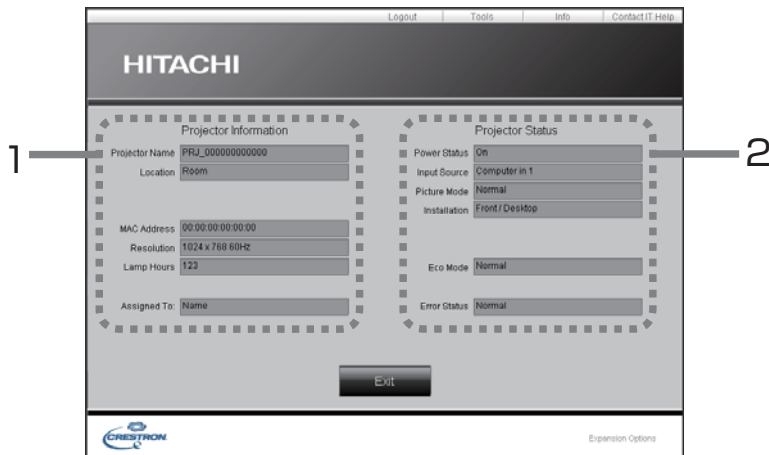 Logout Tools Info Contact IT Help
HITACHI
1
Projector Information
Projector Name PRJ_000000000000
Location Room
MAC Address 00:00:00:00:00:00
Resolution 1024 x 768 60Hz
Lamp Hours 123
Assigned To: Name
2
Projector Status
Power Status On
Input Source Computer in 1
Picture Mode Normal
Installation Front / Desktop
Eco Mode Normal
Error Status Normal
Exit
CRESTRON
Expansion Options